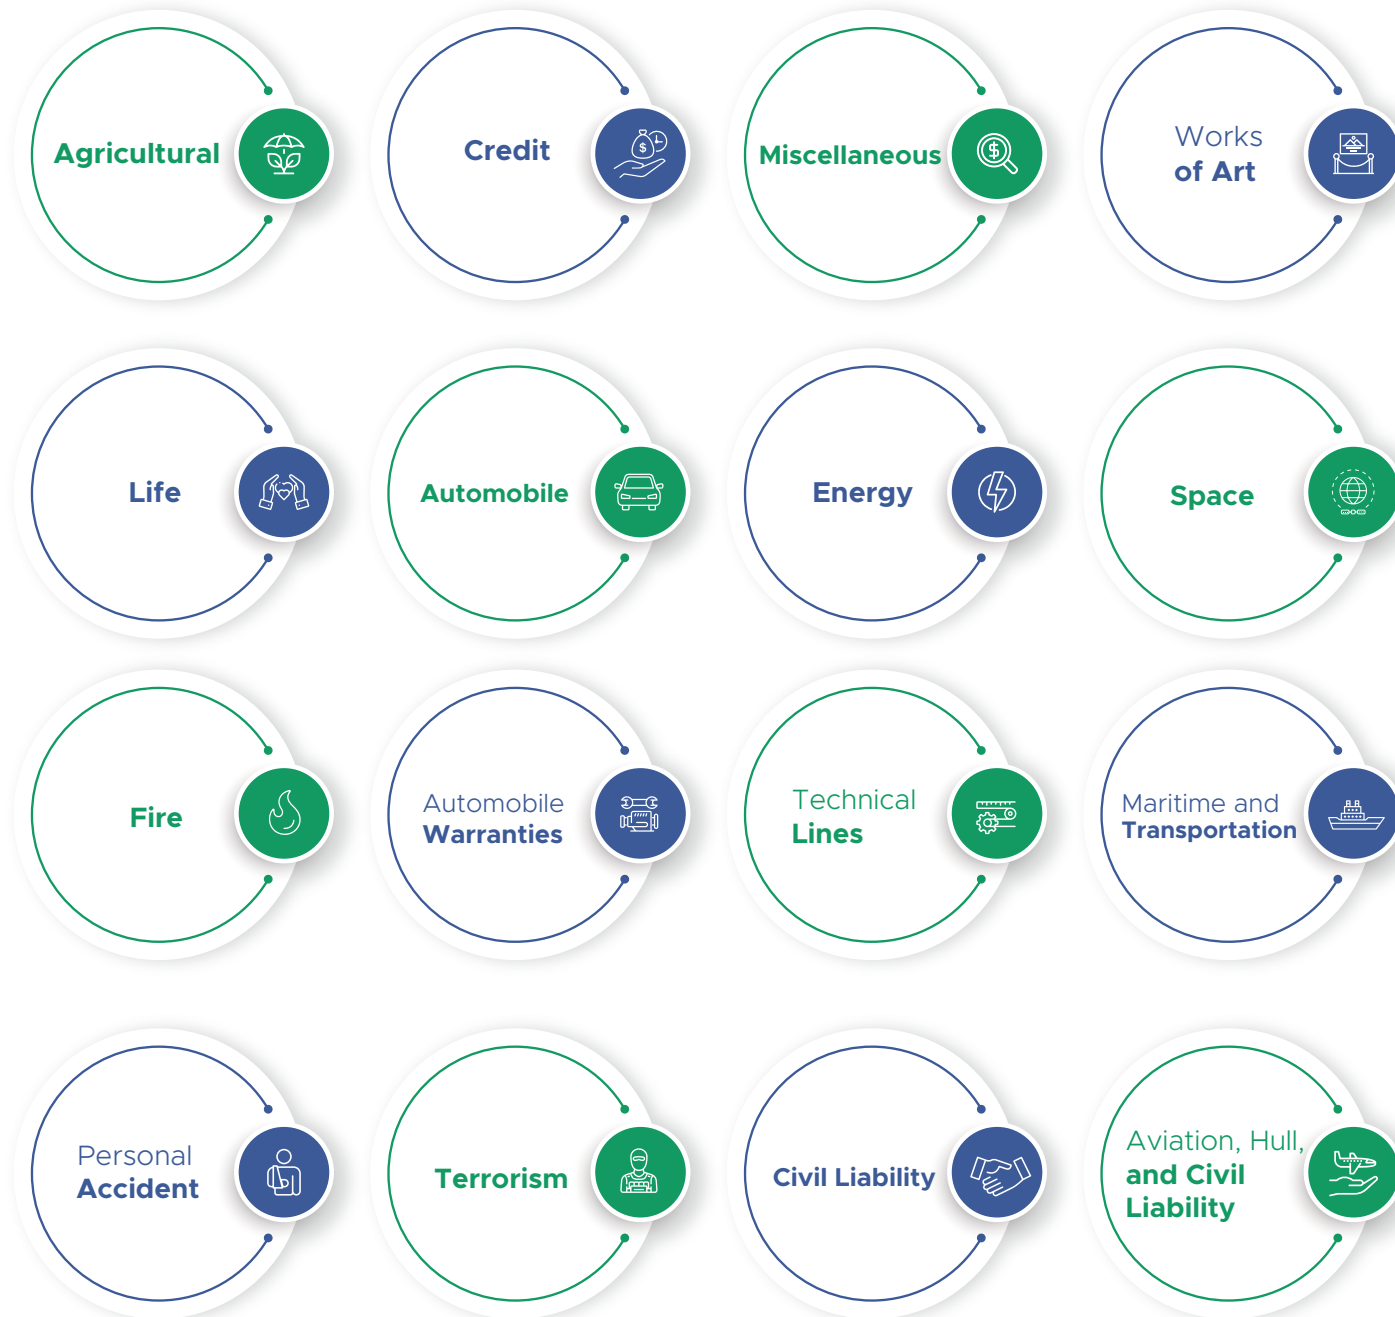 Agricultural
Credit
Miscellaneous
Works
of Art
Life
Automobile
Energy
Space
Fire
Automobile
Warranties
Technical
Lines
Maritime and
Transportation
Personal
Accident
Terrorism
Civil Liability
Aviation, Hull,
and Civil
Liability